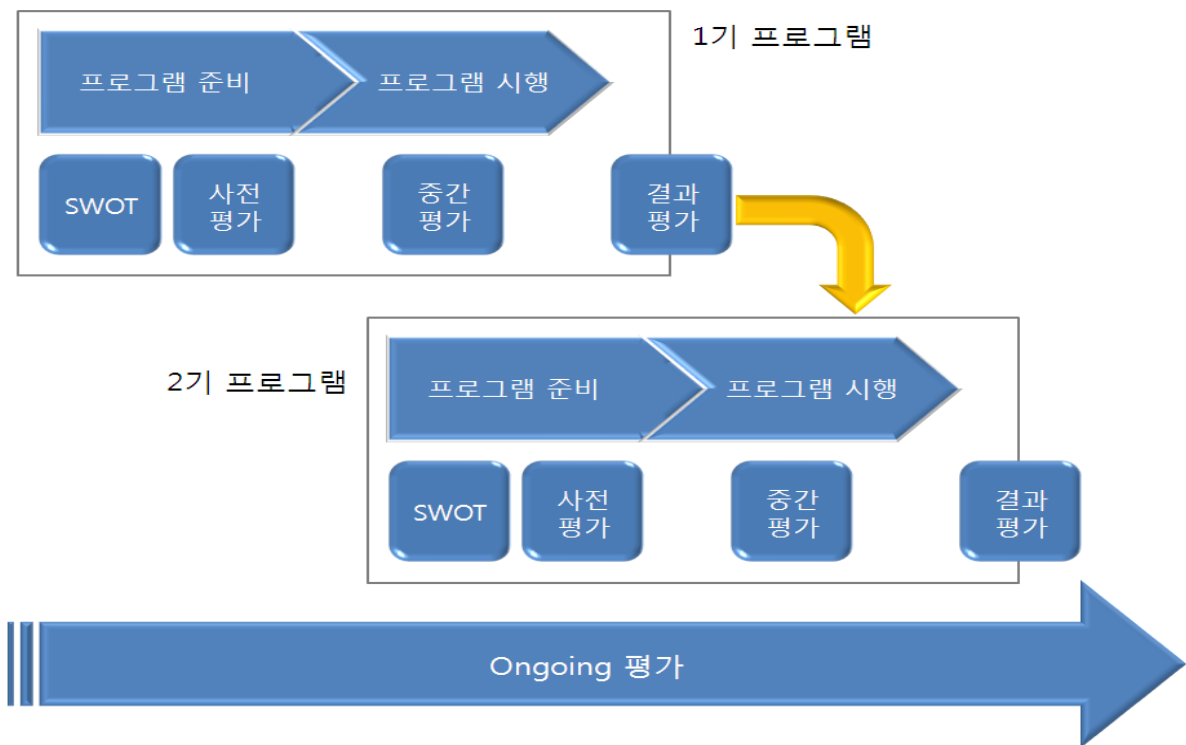 1기 프로그램
프로그램 준비
프로그램 시행
SWOT
사전
평가
중간
평가
결과
평가
2기 프로그램
프로그램 준비
프로그램 시행
SWOT
사전
평가
중간
평가
결과
평가
Ongoing 평가